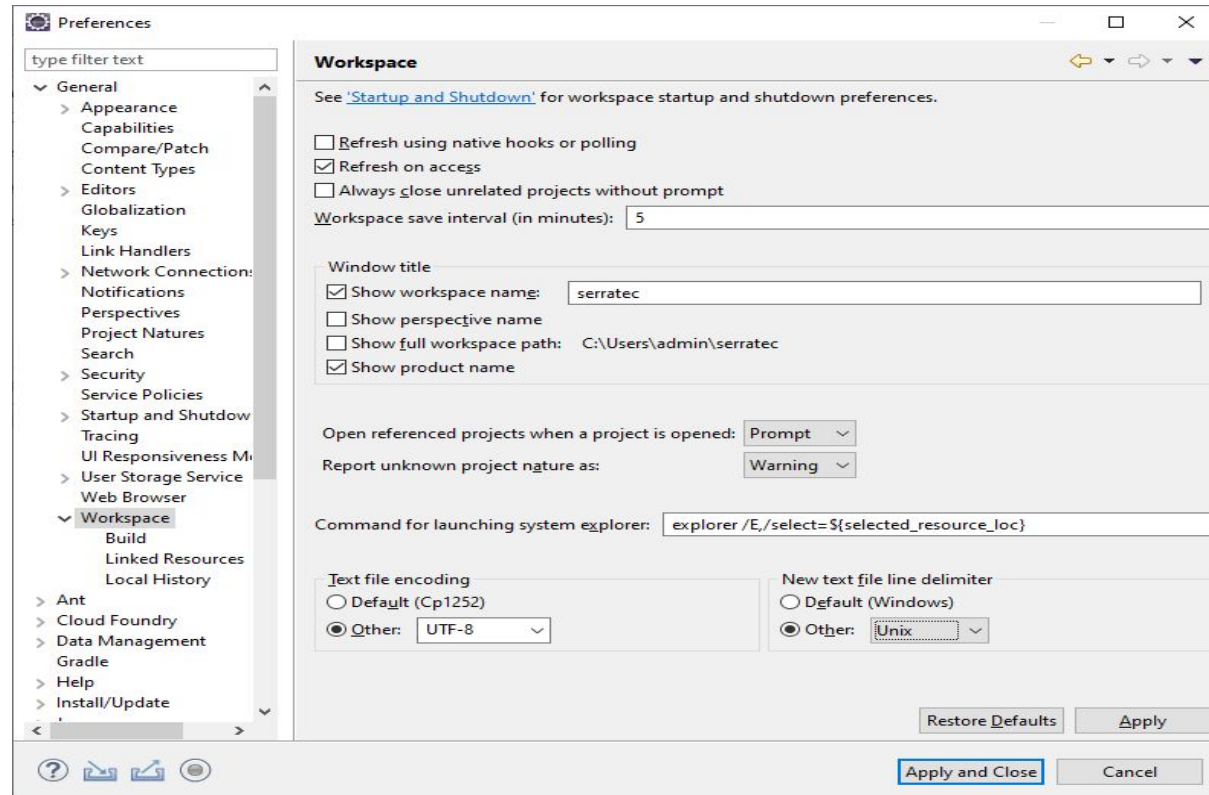 Preferences
type filter text
General
Appearance
Capabilities
Compare/Patch
Content Types
Editors
Globalization
Keys
Link Handlers
Network Connection
Notifications
Perspectives
Project Natures
Search
Security
Service Policies
Startup and Shutdow
Tracing
UI Responsiveness M
User Storage Service
Web Browser
Workspace
Build
Linked Resources
Local History
Ant
Cloud Foundry
Data Management
Gradle
Help
Install/Update
Workspace
See 'Startup and Shutdown' for workspace startup and shutdown preferences.
Refresh using native hooks or polling
Refresh on access
Always close unrelated projects without prompt
Workspace save interval (in minutes): 5
Window title
Show workspace name: serratec
Show perspective name
Show full workspace path: C:\Users\admin\serratec
Show product name
Open referenced projects when a project is opened: Prompt
Report unknown project nature as: Warning
Command for launching system explorer: explorer /E,/select=${selected_resource_loc}
Text file encoding
Default (Cp1252)
Other: UTF-8
New text file line delimiter
Default (Windows)
Other: Unix
Restore Defaults Apply
Apply and Close Cancel